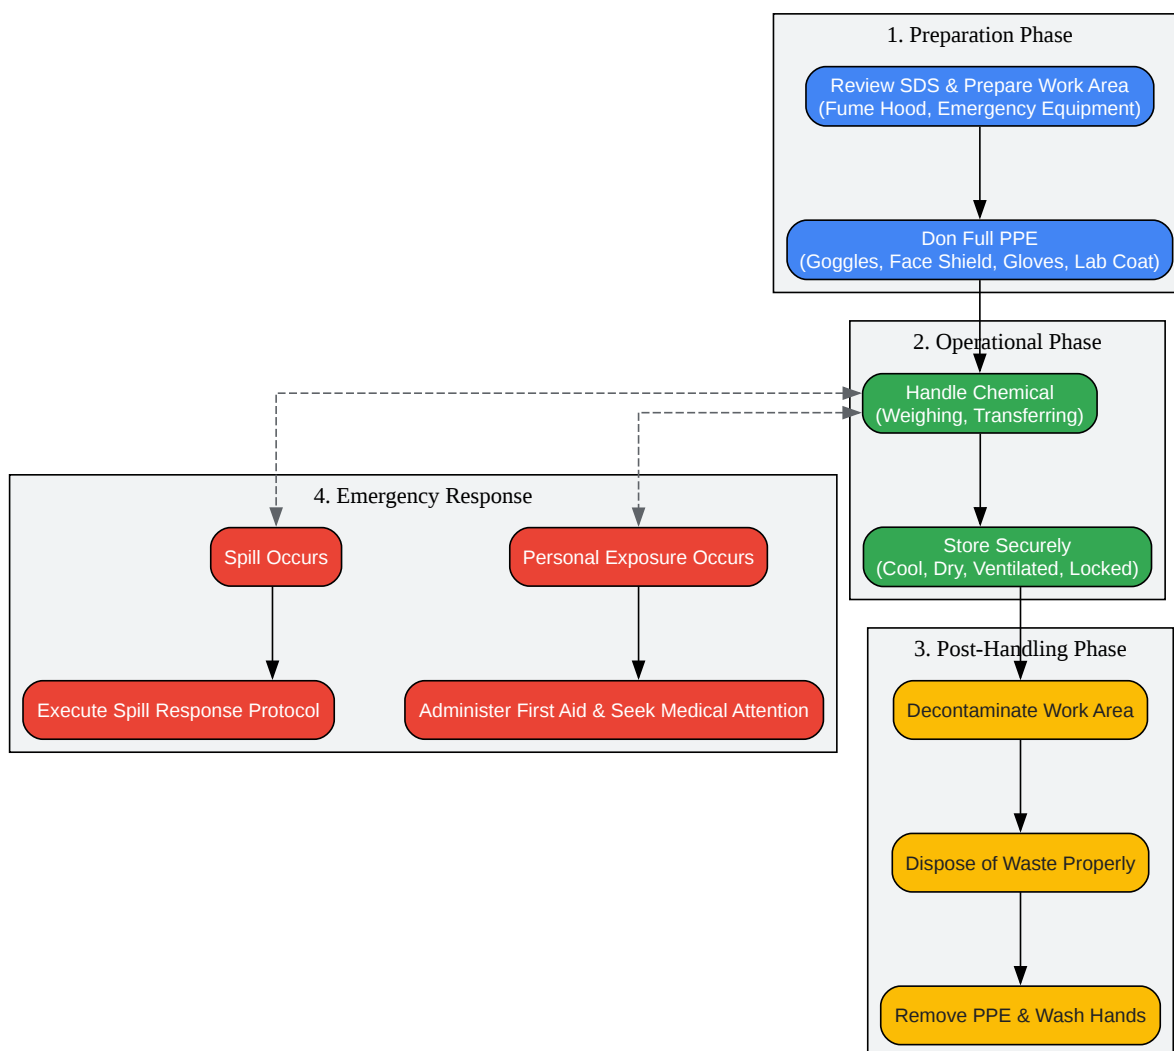 1. Preparation Phase
Review SDS & Prepare Work Area
(Fume Hood, Emergency Equipment)
Don Full PPE
(Goggles, Face Shield, Gloves, Lab Coat)
2. Operational Phase
Handle Chemical
(Weighing, Transferring)
Store Securely
(Cool, Dry, Ventilated, Locked)
4. Emergency Response
Spill Occurs
Personal Exposure Occurs
Execute Spill Response Protocol
Administer First Aid & Seek Medical Attention
3. Post-Handling Phase
Decontaminate Work Area
Dispose of Waste Properly
Remove PPE & Wash Hands